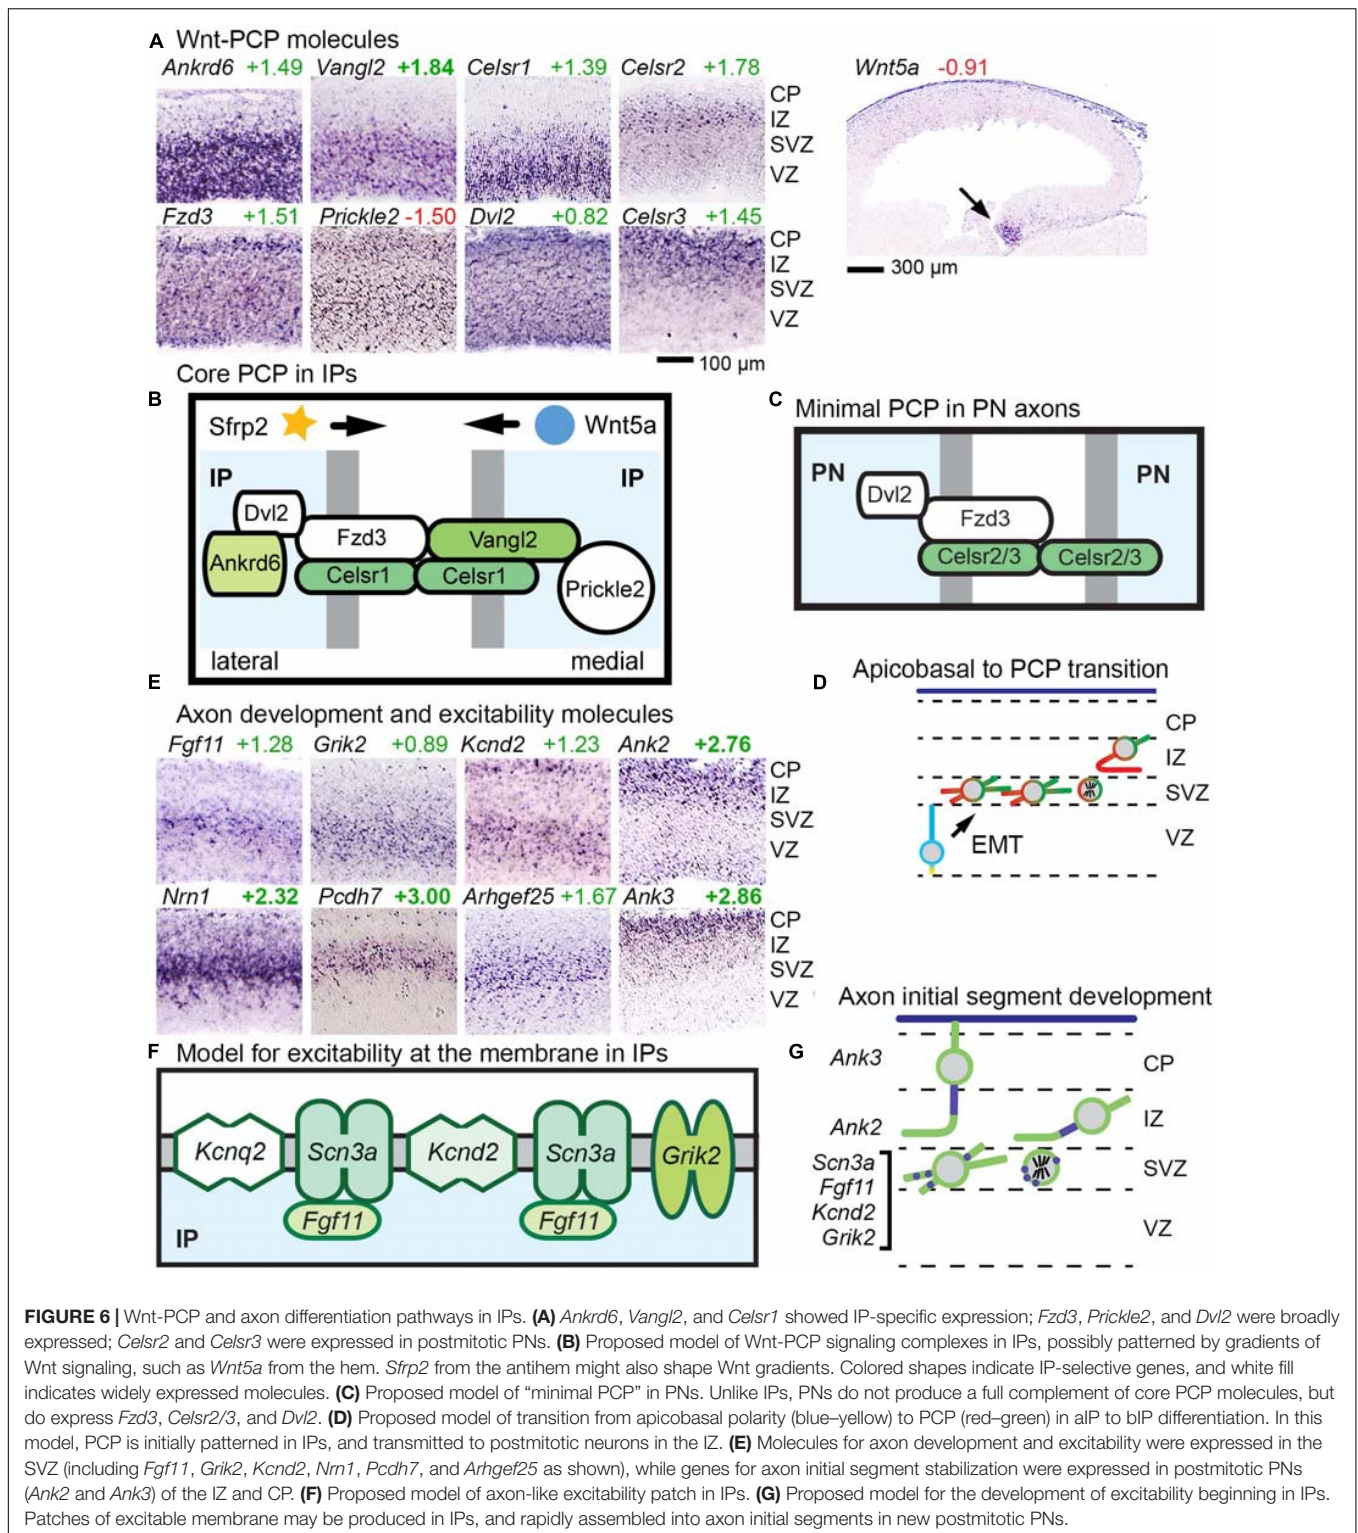 A Wnt-PCP molecules
Ankrd6 +1.49 Vangl2 +1.84 Celsr1 +1.39 Celsr2 +1.78
Wnt5a -0.91
CP
IZ
SVZ
VZ
Fzd3 +1.51 Prickle2 -1.50 Dvl2 +0.82 Celsr3 +1.45
CP
IZ
SVZ
VZ
300 µm
100 µm
Core PCP in IPs
B
Sfrp2
Wnt5a
IP
IP
Dvl2
Ankrd6
Fzd3
Vangl2
Celsr1
Celsr1
Prickle2
lateral
medial
C Minimal PCP in PN axons
PN
PN
Dvl2
Fzd3
Celsr2/3
Celsr2/3
D
Apicobasal to PCP transition
CP
IZ
SVZ
VZ
EMT
E
Axon development and excitability molecules
Fgf11 +1.28 Grik2 +0.89 Kcnd2 +1.23 Ank2 +2.76
CP
IZ
SVZ
VZ
Nrn1 +2.32 Pcdh7 +3.00 Arhgef25 +1.67 Ank3 +2.86
CP
IZ
SVZ
VZ
F Model for excitability at the membrane in IPs
Kcnq2
Scn3a
Kcnd2
Scn3a
Grik2
Fgf11
Fgf11
IP
Axon initial segment development
G
Ank3
Ank2
Scn3a
Fgf11
Kcnd2
Grik2
CP
IZ
SVZ
VZ
FIGURE 6 | Wnt-PCP and axon differentiation pathways in IPs. (A) Ankrd6, Vangl2, and Celsr1 showed IP-specific expression; Fzd3, Prickle2, and Dvl2 were broadly
expressed; Celsr2 and Celsr3 were expressed in postmitotic PNs. (B) Proposed model of Wnt-PCP signaling complexes in IPs, possibly patterned by gradients of
Wnt signaling, such as Wnt5a from the hem. Sfrp2 from the antihem might also shape Wnt gradients. Colored shapes indicate IP-selective genes, and white fill
indicates widely expressed molecules. (C) Proposed model of “minimal PCP” in PNs. Unlike IPs, PNs do not produce a full complement of core PCP molecules, but
do express Fzd3, Celsr2/3, and Dvl2. (D) Proposed model of transition from apicobasal polarity (blue–yellow) to PCP (red–green) in aIP to bIP differentiation. In this
model, PCP is initially patterned in IPs, and transmitted to postmitotic neurons in the IZ. (E) Molecules for axon development and excitability were expressed in the
SVZ (including Fgf11, Grik2, Kcnd2, Nrn1, Pcdh7, and Arhgef25 as shown), while genes for axon initial segment stabilization were expressed in postmitotic PNs
(Ank2 and Ank3) of the IZ and CP. (F) Proposed model of axon-like excitability patch in IPs. (G) Proposed model for the development of excitability beginning in IPs.
Patches of excitable membrane may be produced in IPs, and rapidly assembled into axon initial segments in new postmitotic PNs.